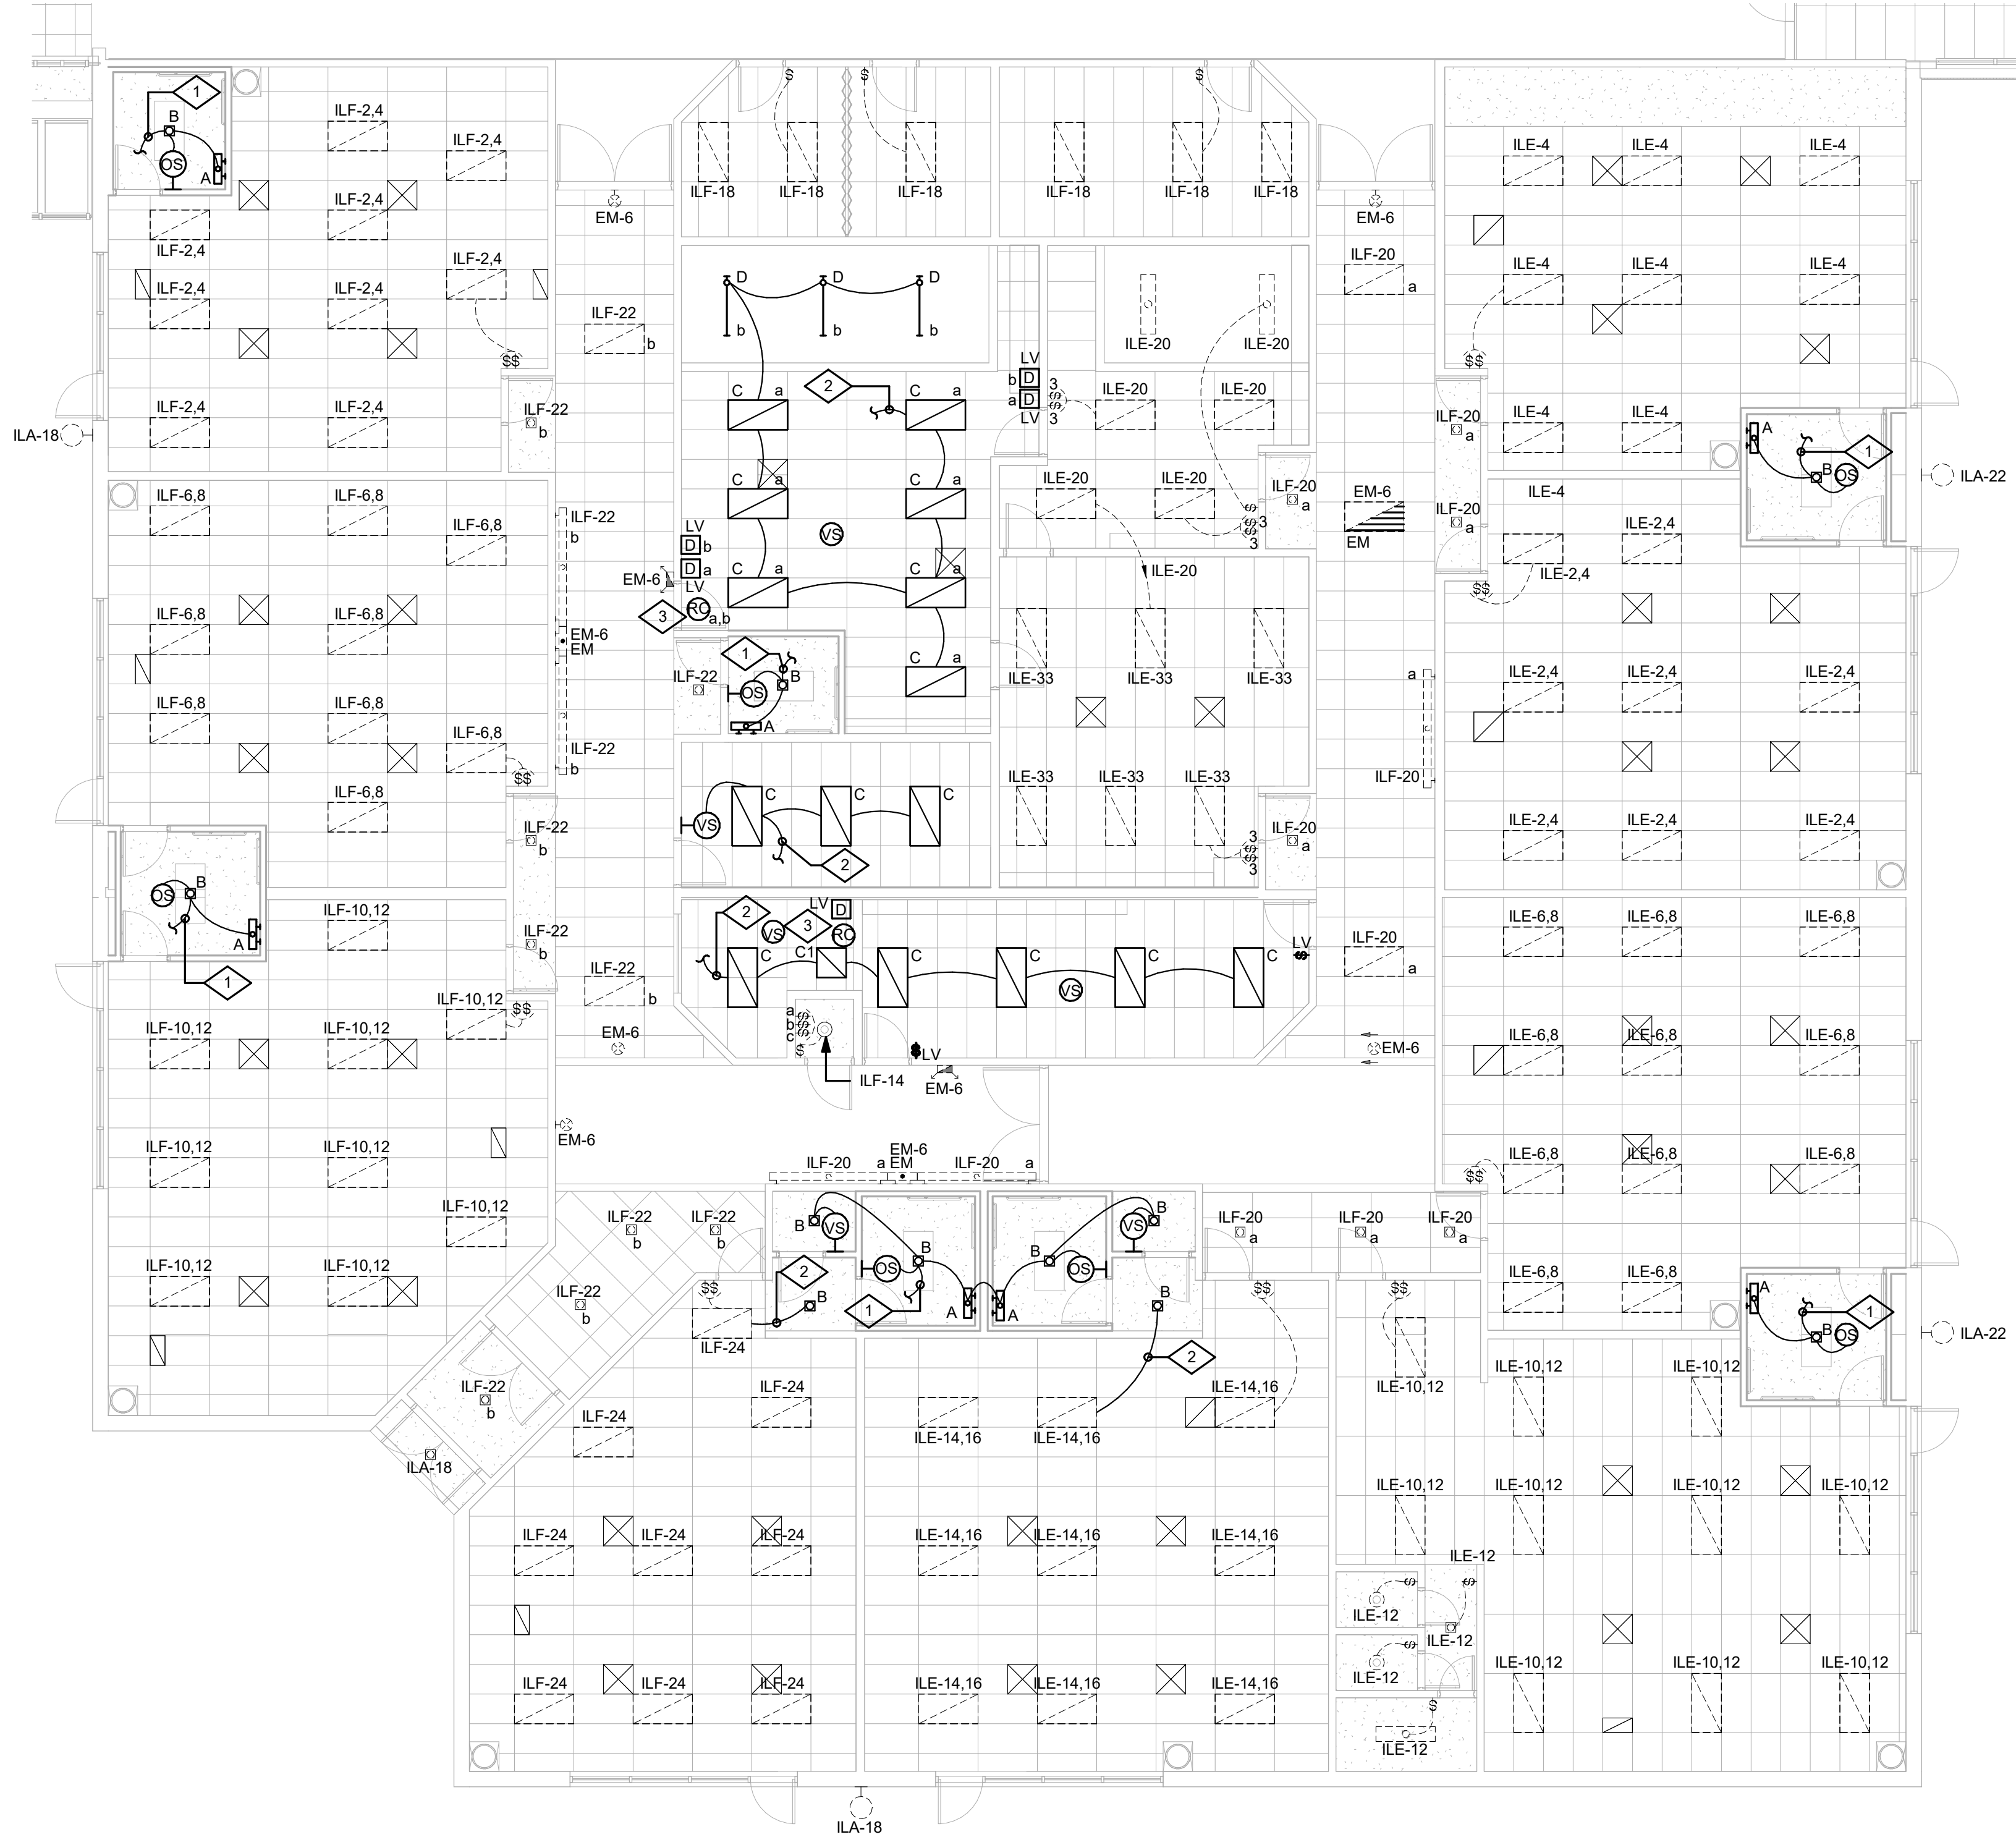 1
B
OS
A
ILF-2,4
ILF-2,4
ILF-2,4
ILF-2,4
ILF-2,4
ILF-2,4
ILF-2,4
ILF-2,4
ILF-2,4
$$
ILF-22
b
ILA-18
EM-6
ILF-22
b
$
$
$
ILF-18
ILF-18
ILF-18
ILF-18
ILF-18
ILF-18
EM-6
ILF-20
a
D
D
D
b
b
b
ILE-20
ILE-20
C
a
2
C
a
LV
b
D
a
D
LV
3
$
$
3
ILE-20
ILE-20
C
a
C
a
ILE-20
ILE-20
ILF-20
a
$
$
$
3
3
EM-6
EM
VS
LV
D
b
D
a
LV
EM-6
3
RC
a,b
C
a
C
a
C
a
ILE-20
ILE-33
ILE-33
ILE-33
1
B
OS
A
ILF-22
ILE-4
ILE-4
ILE-4
ILE-4
ILE-4
ILE-4
$$
ILE-4
ILE-4
ILF-20
a
ILF-20
a
A
B
OS
1
ILA-22
ILE-4
ILE-2,4
ILE-2,4
$$
ILE-2,4
ILE-2,4
ILE-2,4
ILE-2,4
ILE-2,4
ILE-2,4
a
ILF-20
ILF-6,8
ILF-6,8
ILF-6,8
ILF-6,8
ILF-6,8
ILF-6,8
ILF-6,8
ILF-6,8
ILF-6,8
$$
ILF-22
b
EM-6
EM
ILF-22
b
ILF-22
b
ILF-22
b
B
OS
A
1
VS
C
C
C
2
ILE-33
ILE-33
ILE-33
3
$
$
$
3
ILF-20
a
2
VS
3
LV
D
RC
C
C1
C
C
C
C
VS
LV
$
ILF-20
a
ILF-22
b
EM-6
a
b
c
$
$
$
$
ILF-14
$
LV
EM-6
EM-6
ILF-10,12
ILF-10,12
$$
ILF-10,12
ILF-10,12
ILF-10,12
ILF-10,12
ILF-10,12
ILF-10,12
ILF-10,12
EM-6
ILE-6,8
ILE-6,8
ILE-6,8
ILE-6,8
ILE-6,8
ILE-6,8
ILE-6,8
ILE-6,8
ILE-6,8
$$
ILE-6,8
ILE-6,8
A
B
OS
1
ILA-22
ILF-20
a
EM-6
EM
ILF-20
a
ILF-22
b
ILF-22
b
ILF-22
b
ILF-22
b
ILA-18
B
VS
2
B
OS
B
1
A
A
B
OS
B
VS
B
2
ILF-20
a
ILF-20
a
ILF-20
a
$$
ILF-24
$$
$$
ILF-24
ILF-24
ILF-24
ILF-24
ILF-24
ILF-24
ILF-24
ILF-24
ILE-14,16
ILE-14,16
ILE-14,16
ILE-14,16
ILE-14,16
ILE-14,16
ILE-14,16
ILE-14,16
ILE-14,16
ILE-10,12
ILE-10,12
ILE-10,12
ILE-10,12
ILE-10,12
ILE-10,12
ILE-10,12
ILE-12
$
$
ILE-12
$
ILE-12
ILE-12
$
ILE-12
ILE-10,12
ILE-10,12
ILE-10,12
ILA-18